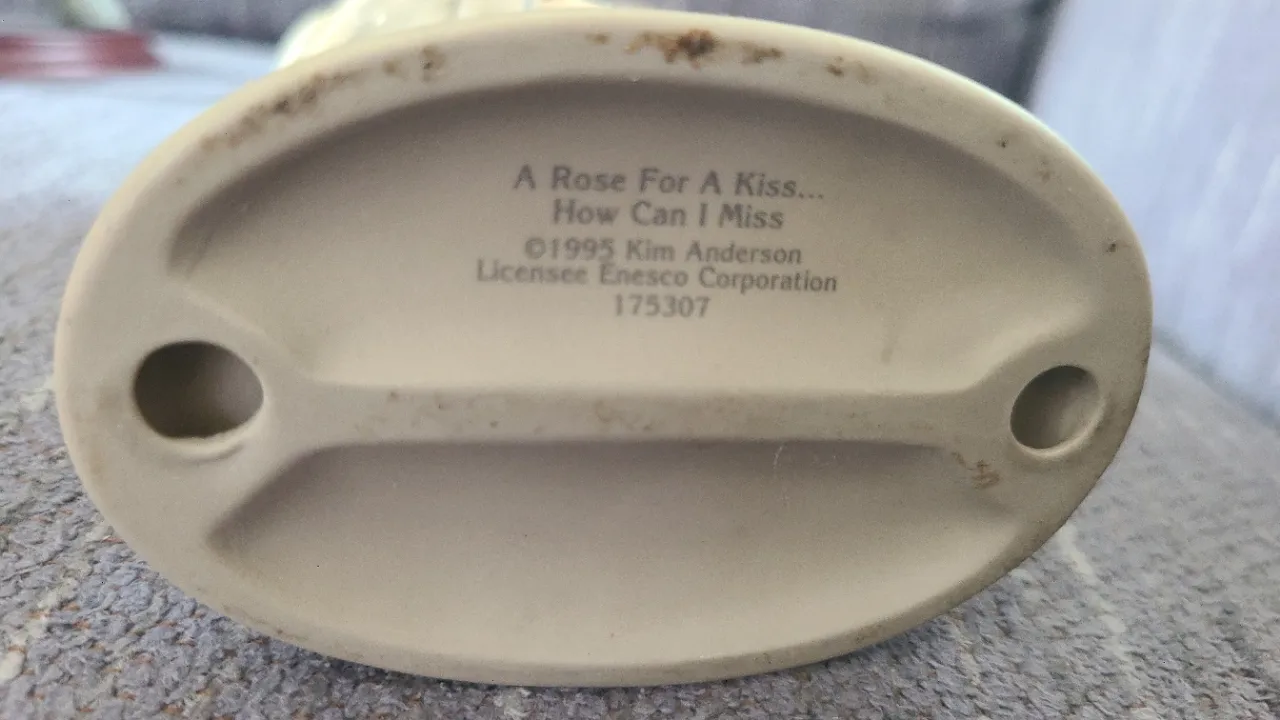 A Rose For A Kiss...
How Can I Miss
©1995 Kim Anderson
Licensee Enesco Corporation
175307